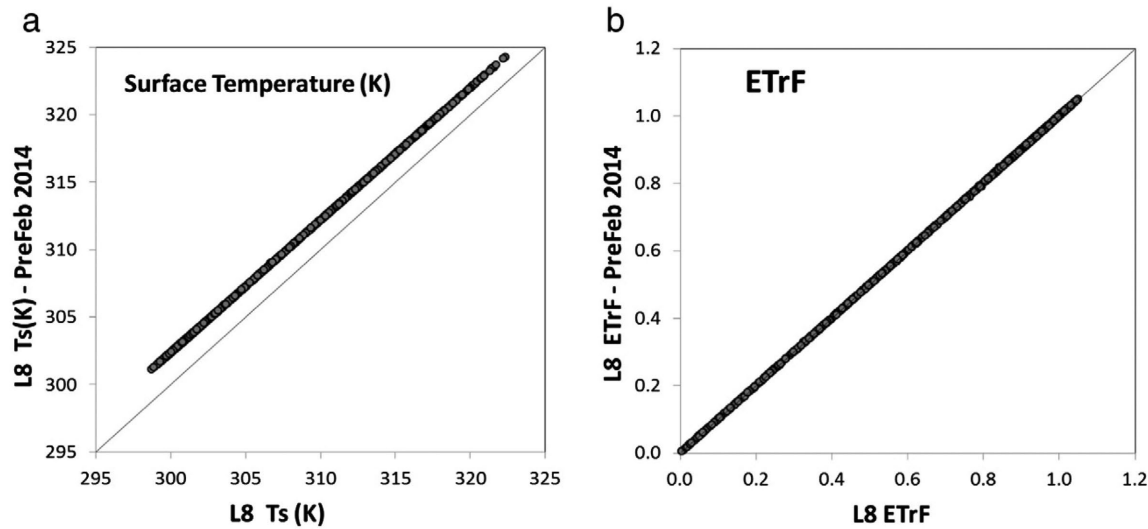 a
Surface Temperature (K)
L8 Ts(K) - PreFeb 2014
325
320
315
310
305
300
295
295 300 305 310 315 320 325
L8 Ts (K)
b
ETrF
L8 ETrF - PreFeb 2014
1.2
1.0
0.8
0.6
0.4
0.2
0.0
0.0 0.2 0.4 0.6 0.8 1.0 1.2
L8 ETrF